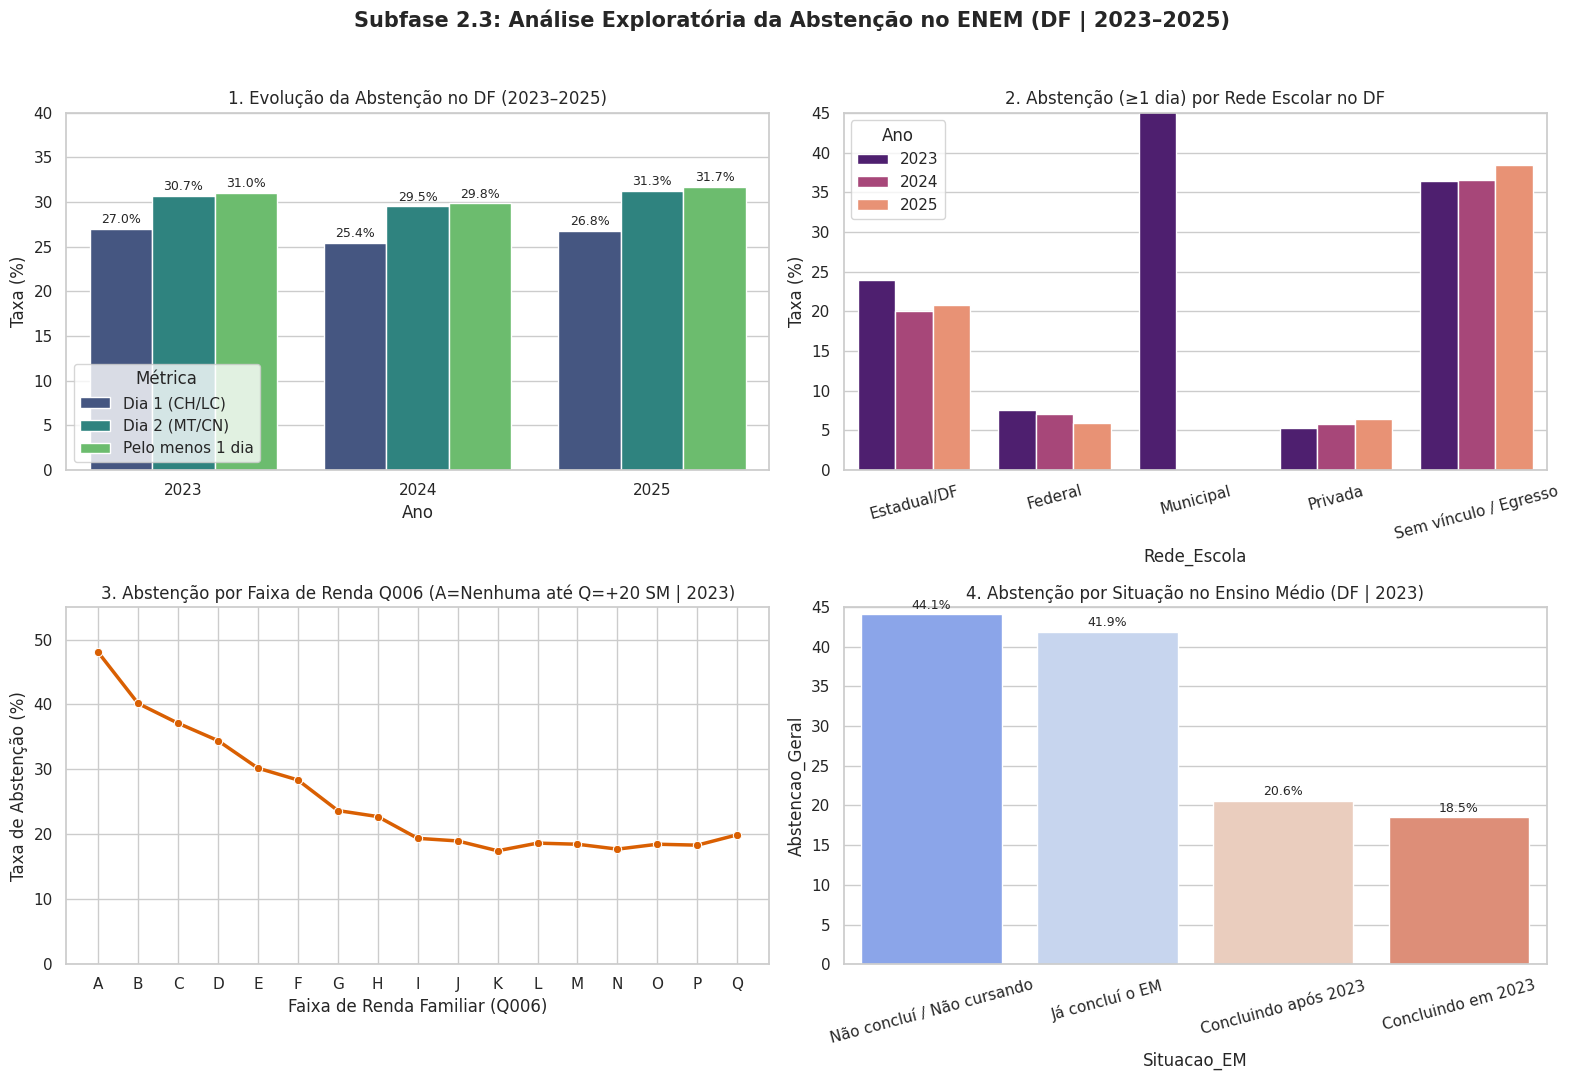 Subfase 2.3: Análise Exploratória da Abstenção no ENEM (DF | 2023–2025)
1. Evolução da Abstenção no DF (2023–2025)
Taxa (%)
40
35
30
25
20
15
10
5
0
27.0%
30.7%
31.0%
25.4%
29.5%
29.8%
26.8%
31.3%
31.7%
Métrica
Dia 1 (CH/LC)
Dia 2 (MT/CN)
Pelo menos 1 dia
2023
2024
2025
Ano
2. Abstenção (≥1 dia) por Rede Escolar no DF
Taxa (%)
45
40
35
30
25
20
15
10
5
0
Ano
2023
2024
2025
Estadual/DF
Federal
Municipal
Privada
Sem vínculo / Egresso
Rede_Escola
3. Abstenção por Faixa de Renda Q006 (A=Nenhuma até Q=+20 SM | 2023)
Taxa de Abstenção (%)
50
40
30
20
10
0
A B C D E F G H I J K L M N O P Q
Faixa de Renda Familiar (Q006)
4. Abstenção por Situação no Ensino Médio (DF | 2023)
Abstencao_Geral
45
40
35
30
25
20
15
10
5
0
44.1%
41.9%
20.6%
18.5%
Não concluí / Não cursando
Já concluí o EM
Concluindo após 2023
Concluindo em 2023
Situacao_EM